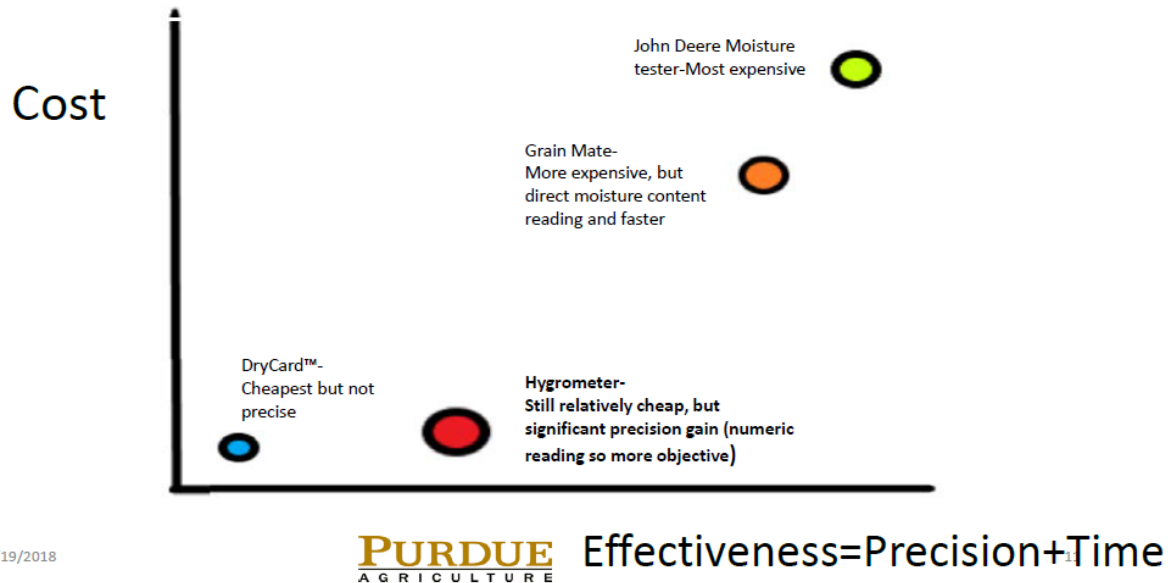 John Deere Moisture
tester-Most expensive
Cost
Grain Mate-
More expensive, but
direct moisture content
reading and faster
DryCard™-
Cheapest but not
precise
Hygrometer-
Still relatively cheap, but
significant precision gain (numeric
reading so more objective)
19/2018
PURDUE
AGRICULTURE
Effectiveness=Precision+Time